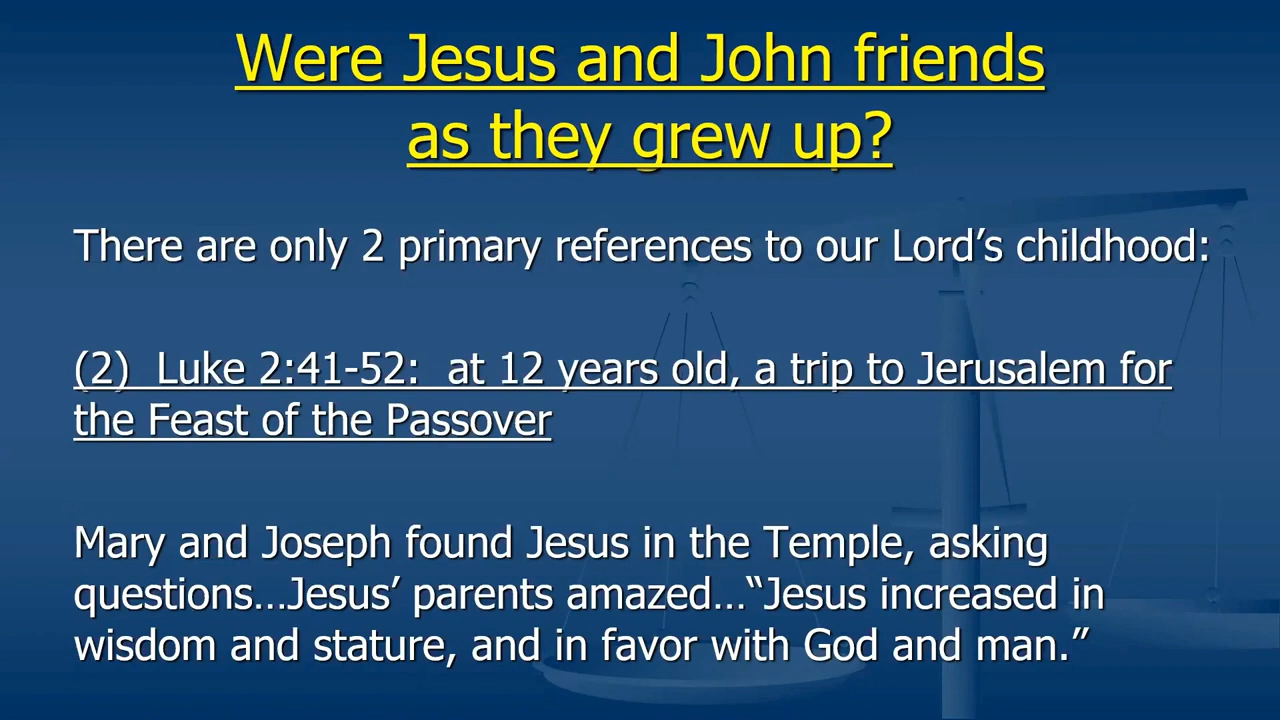 Were Jesus and John friends
as they grew up?
There are only 2 primary references to our Lord’s childhood:
(2)  Luke 2:41-52:  at 12 years old, a trip to Jerusalem for
the Feast of the Passover
Mary and Joseph found Jesus in the Temple, asking
questions…Jesus’ parents amazed…“Jesus increased in
wisdom and stature, and in favor with God and man.”